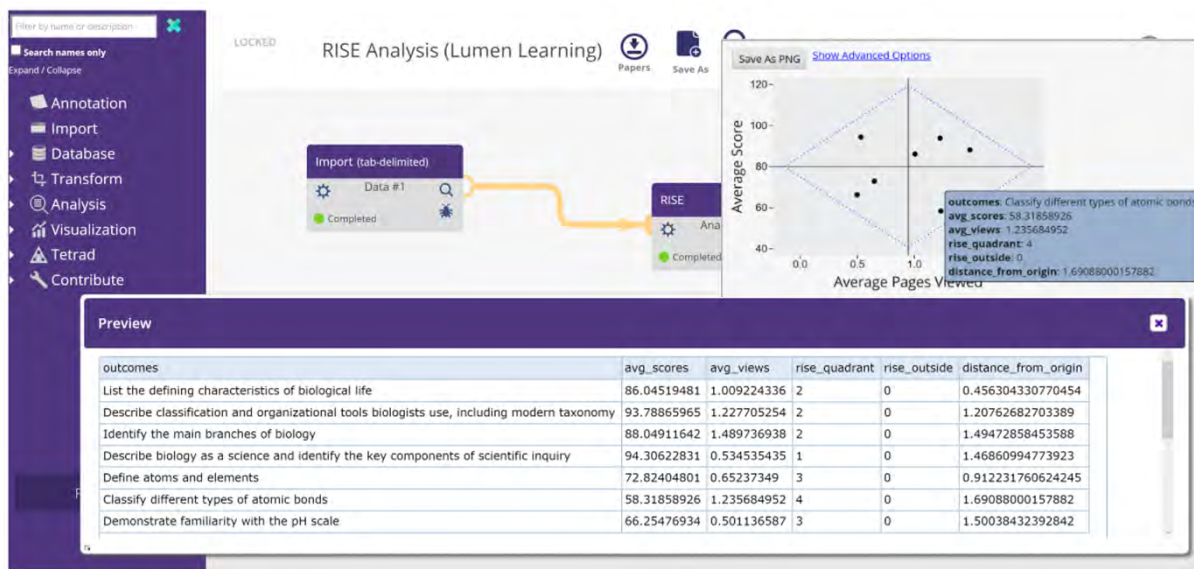 Filter by name or description
Search names only
Expand / Collapse
Annotation
Import
Database
Transform
Analysis
Visualization
Tetrad
Contribute
LOCKED
RISE Analysis (Lumen Learning)
Papers
Save As
Import (tab-delimited)
Data #1
Completed
RISE
Ana
Completed
Save As PNG Show Advanced Options
120
100
80
60
40
Average Score
0.0 0.5 1.0
Average Pages Viewed
outcomes: Classify different types of atomic bonds
avg_scores: 58.31858926
avg_views: 1.235684952
rise_quadrant: 4
rise_outside: 0
distance_from_origin: 1.69088000157882
Preview
outcomes avg_scores avg_views rise_quadrant rise_outside distance_from_origin
List the defining characteristics of biological life 86.04519481 1.009224336 2 0 0.456304330770454
Describe classification and organizational tools biologists use, including modern taxonomy 93.78865965 1.227705254 2 0 1.20762682703389
Identify the main branches of biology 88.04911642 1.489736938 2 0 1.49472858453588
Describe biology as a science and identify the key components of scientific inquiry 94.30622831 0.534535435 1 0 1.46860994773923
Define atoms and elements 72.82404801 0.65237349 3 0 0.912231760624245
Classify different types of atomic bonds 58.31858926 1.235684952 4 0 1.69088000157882
Demonstrate familiarity with the pH scale 66.25476934 0.501136587 3 0 1.50038432392842